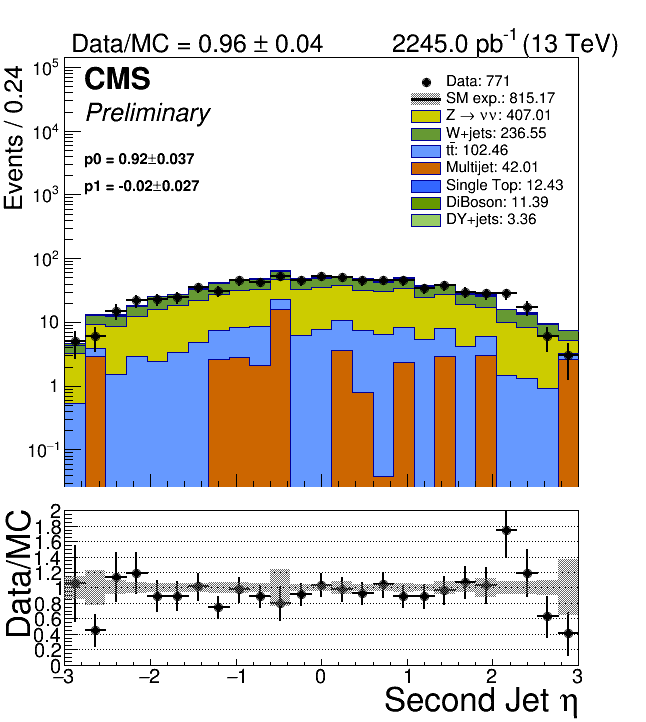 Data/MC = 0.96 ± 0.04
2245.0 pb⁻¹ (13 TeV)
CMS
Preliminary
p0 = 0.92±0.037
p1 = -0.02±0.027
Data: 771
SM exp.: 815.17
Z → νν: 407.01
W+jets: 236.55
tt̄: 102.46
Multijet: 42.01
Single Top: 12.43
DiBoson: 11.39
DY+jets: 3.36
Events / 0.24
10⁵
10⁴
10³
10²
10
1
10⁻¹
Data/MC
2
1.8
1.6
1.4
1.2
1
0.8
0.6
0.4
0.2
0
−3 −2 −1 0 1 2 3
Second Jet η